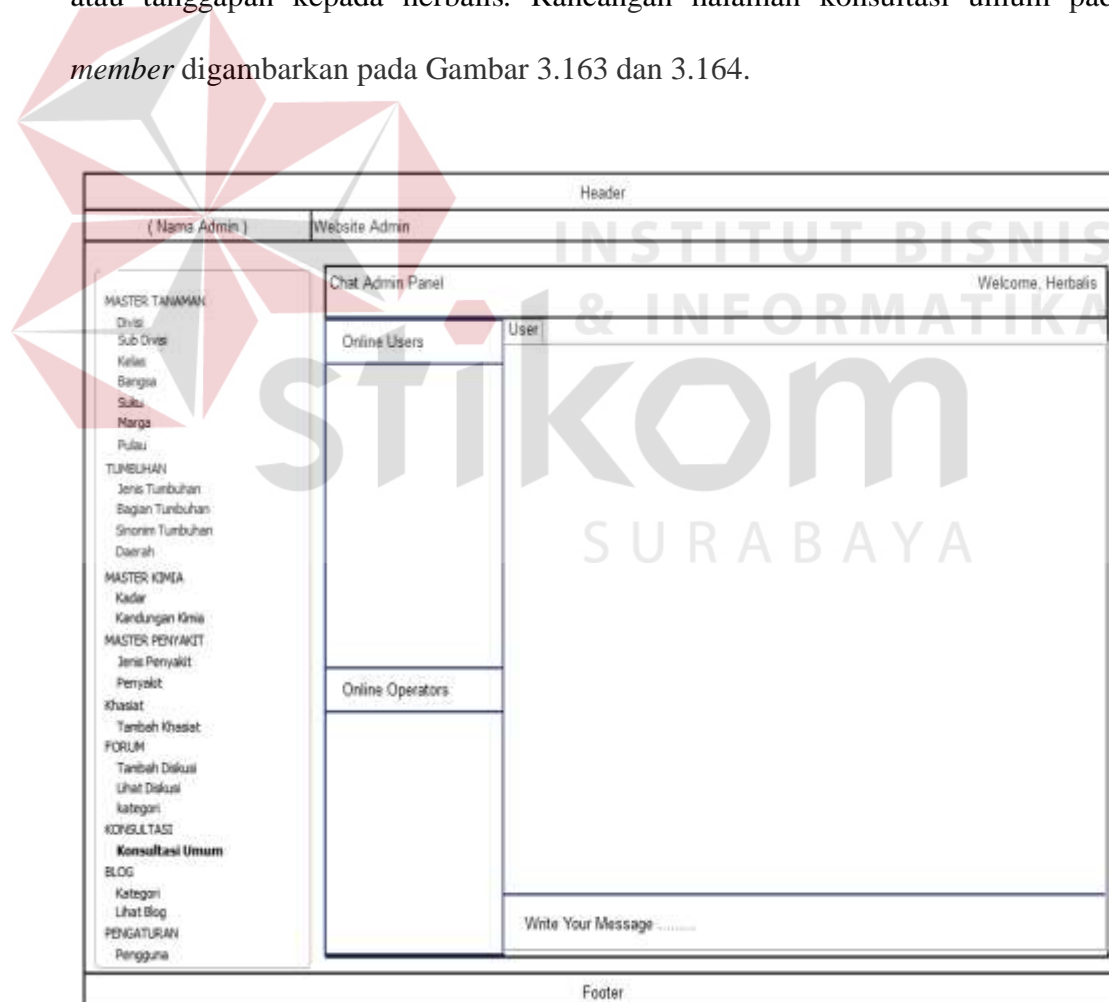 atau tanggapan kepada herbalis. Rancangan halaman konsultasi umum pad
member digambarkan pada Gambar 3.163 dan 3.164.
Header
( Nama Admin )
Website Admin
INSTITUT BISNIS
& INFORMATIKA
stikom
SURABAYA
MASTER TANAMAN
Divisi
Sub Divisi
Kelas
Bangsa
Suku
Marga
Pulau
TUMBUHAN
Jenis Tumbuhan
Bagian Tumbuhan
Sinonim Tumbuhan
Daerah
MASTER KIMIA
Kadar
Kandungan Kimia
MASTER PENYAKIT
Jenis Penyakit
Penyakit
Khasiat
Tambah Khasiat
FORUM
Tambah Diskusi
Lihat Diskusi
kategori
KONSULTASI
Konsultasi Umum
BLOG
Kategori
Lihat Blog
PENGATURAN
Pengguna
Chat Admin Panel
Welcome, Herbalis
Online Users
User
Online Operators
Write Your Message ..........
Footer